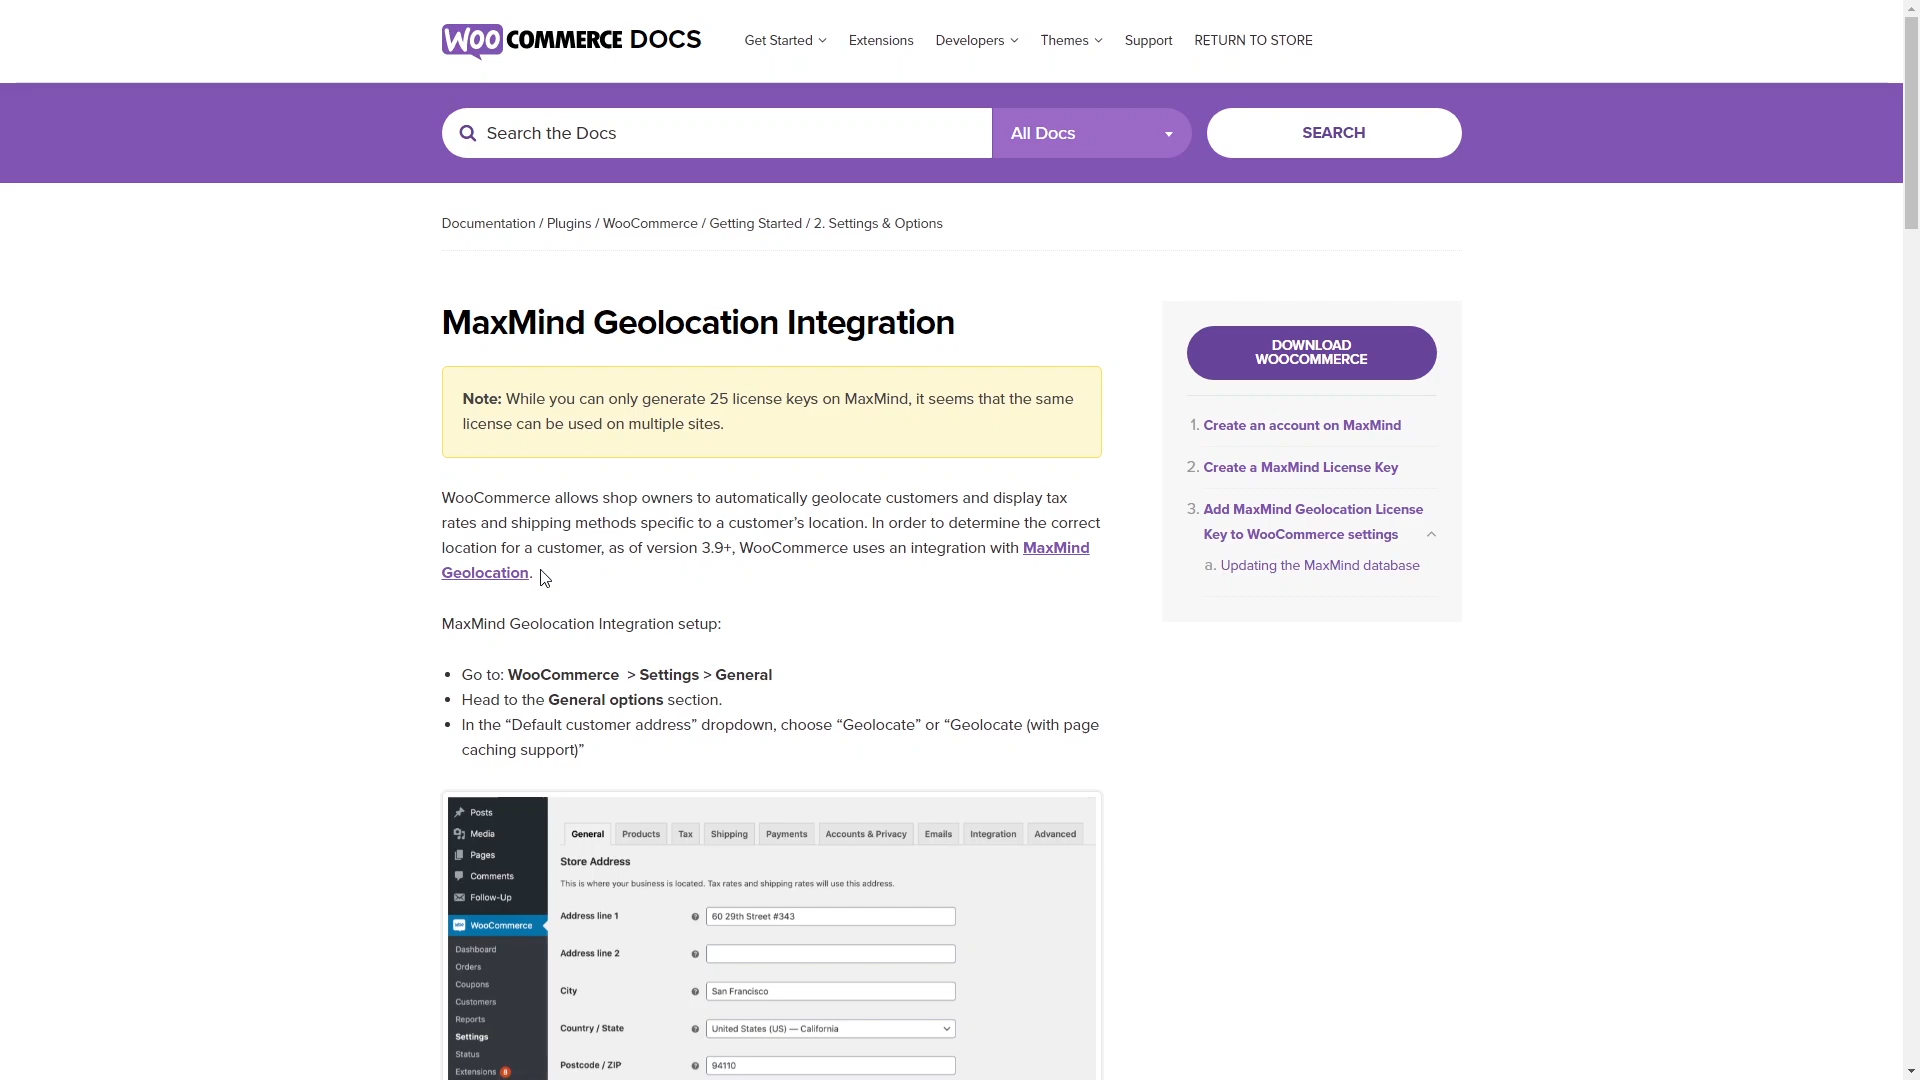 WOO COMMERCE DOCS
Get Started Extensions Developers Themes Support RETURN TO STORE
Search the Docs All Docs SEARCH
Documentation / Plugins / WooCommerce / Getting Started / 2. Settings & Options
MaxMind Geolocation Integration
Note: While you can only generate 25 license keys on MaxMind, it seems that the same
license can be used on multiple sites.
WooCommerce allows shop owners to automatically geolocate customers and display tax
rates and shipping methods specific to a customer’s location. In order to determine the correct
location for a customer, as of version 3.9+, WooCommerce uses an integration with MaxMind
Geolocation.
MaxMind Geolocation Integration setup:
• Go to: WooCommerce > Settings > General
• Head to the General options section.
• In the “Default customer address” dropdown, choose “Geolocate” or “Geolocate (with page
caching support)”
DOWNLOAD
WOOCOMMERCE
1. Create an account on MaxMind
2. Create a MaxMind License Key
3. Add MaxMind Geolocation License
Key to WooCommerce settings
a. Updating the MaxMind database
Posts
Media
Pages
Comments
Follow-Up
WooCommerce
Dashboard
Orders
Coupons
Customers
Reports
Settings
Status
Extensions 8
General Products Tax Shipping Payments Accounts & Privacy Emails Integration Advanced
Store Address
This is where your business is located. Tax rates and shipping rates will use this address.
Address line 1 60 29th Street #343
Address line 2
City San Francisco
Country / State United States (US) — California
Postcode / ZIP 94110